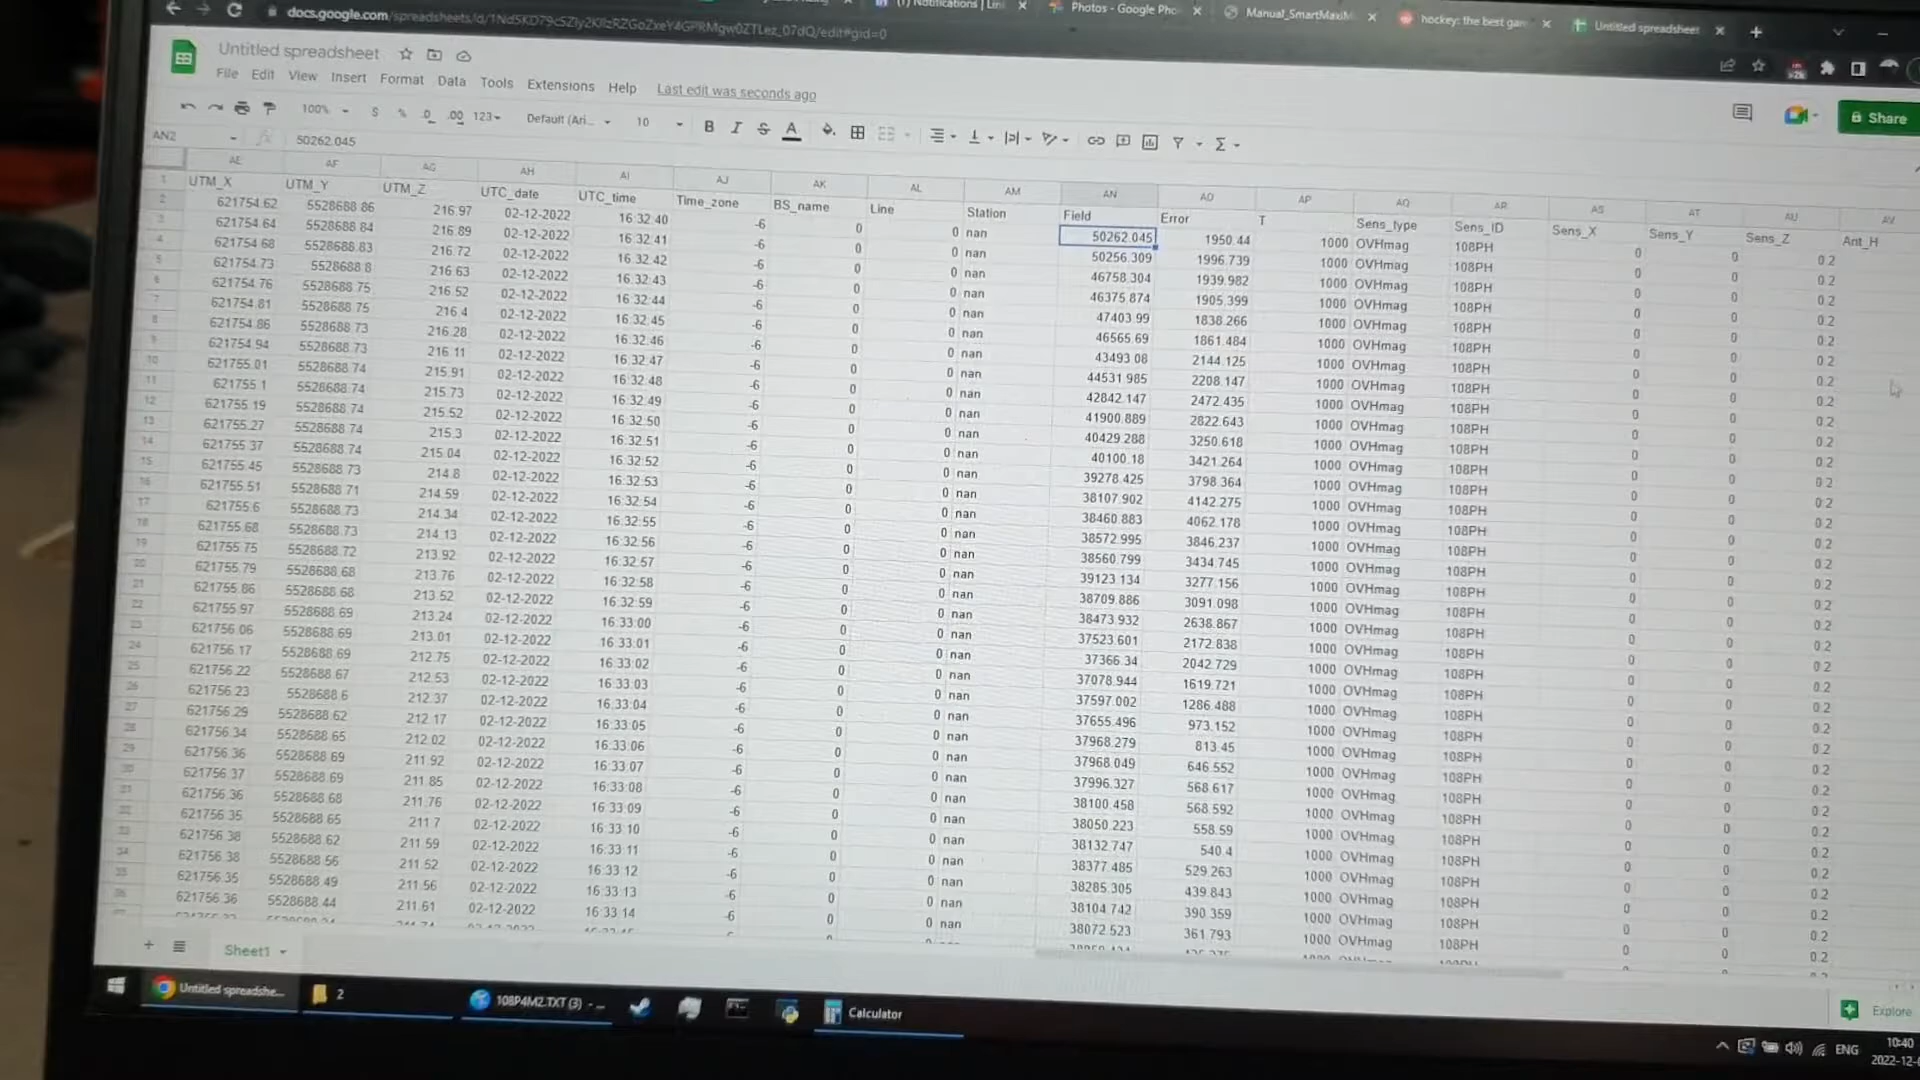 docs.google.com/spreadsheets/d/
Photos - Google Pho
Manual_SmartMaxiM
hockey: the best gan
Untitled spreadshee
Untitled spreadsheet
File Edit View Insert Format Data Tools Extensions Help Last edit was seconds ago
100% $ % .0 .00 123 Default (Ari... 10 B I S A
Share
AN2 50262.045
AE AF AG AH AI AJ AK AL AM AN AO AP AQ AR AS AT AU AV
1 UTM_X UTM_Y UTM_Z UTC_date UTC_time Time_zone BS_name Line Station Field Error T Sens_type Sens_ID Sens_X Sens_Y Sens_Z Ant_H
2 621754.62 5528688.86 216.97 02-12-2022 16:32:40 -6 0 0 nan 50262.045 1950.44 1000 OVHmag 108PH 0 0 0.2
3 621754.64 5528688.84 216.89 02-12-2022 16:32:41 -6 0 0 nan 50256.309 1996.739 1000 OVHmag 108PH 0 0 0.2
4 621754.68 5528688.83 216.72 02-12-2022 16:32:42 -6 0 0 nan 46758.304 1939.982 1000 OVHmag 108PH 0 0 0.2
5 621754.73 5528688.8 216.63 02-12-2022 16:32:43 -6 0 0 nan 46375.874 1905.399 1000 OVHmag 108PH 0 0 0.2
6 621754.76 5528688.75 216.52 02-12-2022 16:32:44 -6 0 0 nan 47403.99 1838.266 1000 OVHmag 108PH 0 0 0.2
7 621754.81 5528688.75 216.4 02-12-2022 16:32:45 -6 0 0 nan 46565.69 1861.484 1000 OVHmag 108PH 0 0 0.2
8 621754.86 5528688.73 216.28 02-12-2022 16:32:46 -6 0 0 nan 43493.08 2144.125 1000 OVHmag 108PH 0 0 0.2
9 621754.94 5528688.73 216.11 02-12-2022 16:32:47 -6 0 0 nan 44531.985 2208.147 1000 OVHmag 108PH 0 0 0.2
10 621755.01 5528688.74 215.91 02-12-2022 16:32:48 -6 0 0 nan 42842.147 2472.435 1000 OVHmag 108PH 0 0 0.2
11 621755.1 5528688.74 215.73 02-12-2022 16:32:49 -6 0 0 nan 41900.889 2822.643 1000 OVHmag 108PH 0 0 0.2
12 621755.19 5528688.74 215.52 02-12-2022 16:32:50 -6 0 0 nan 40429.288 3250.618 1000 OVHmag 108PH 0 0 0.2
13 621755.27 5528688.74 215.3 02-12-2022 16:32:51 -6 0 0 nan 40100.18 3421.264 1000 OVHmag 108PH 0 0 0.2
14 621755.37 5528688.74 215.04 02-12-2022 16:32:52 -6 0 0 nan 39278.425 3798.364 1000 OVHmag 108PH 0 0 0.2
15 621755.45 5528688.73 214.8 02-12-2022 16:32:53 -6 0 0 nan 38107.902 4142.275 1000 OVHmag 108PH 0 0 0.2
16 621755.51 5528688.71 214.59 02-12-2022 16:32:54 -6 0 0 nan 38460.883 4062.178 1000 OVHmag 108PH 0 0 0.2
17 621755.6 5528688.73 214.34 02-12-2022 16:32:55 -6 0 0 nan 38572.995 3846.237 1000 OVHmag 108PH 0 0 0.2
18 621755.68 5528688.73 214.13 02-12-2022 16:32:56 -6 0 0 nan 38560.799 3434.745 1000 OVHmag 108PH 0 0 0.2
19 621755.75 5528688.72 213.92 02-12-2022 16:32:57 -6 0 0 nan 39123.134 3277.156 1000 OVHmag 108PH 0 0 0.2
20 621755.79 5528688.68 213.76 02-12-2022 16:32:58 -6 0 0 nan 38709.886 3091.098 1000 OVHmag 108PH 0 0 0.2
21 621755.86 5528688.68 213.52 02-12-2022 16:32:59 -6 0 0 nan 38473.932 2638.867 1000 OVHmag 108PH 0 0 0.2
22 621755.97 5528688.69 213.24 02-12-2022 16:33:00 -6 0 0 nan 37523.601 2172.838 1000 OVHmag 108PH 0 0 0.2
23 621756.06 5528688.69 213.01 02-12-2022 16:33:01 -6 0 0 nan 37366.34 2042.729 1000 OVHmag 108PH 0 0 0.2
24 621756.17 5528688.69 212.75 02-12-2022 16:33:02 -6 0 0 nan 37078.944 1619.721 1000 OVHmag 108PH 0 0 0.2
25 621756.22 5528688.67 212.53 02-12-2022 16:33:03 -6 0 0 nan 37597.002 1286.488 1000 OVHmag 108PH 0 0 0.2
26 621756.23 5528688.6 212.37 02-12-2022 16:33:04 -6 0 0 nan 37655.496 973.152 1000 OVHmag 108PH 0 0 0.2
27 621756.29 5528688.62 212.17 02-12-2022 16:33:05 -6 0 0 nan 37968.279 813.45 1000 OVHmag 108PH 0 0 0.2
28 621756.34 5528688.65 212.02 02-12-2022 16:33:06 -6 0 0 nan 37968.049 646.552 1000 OVHmag 108PH 0 0 0.2
29 621756.36 5528688.69 211.92 02-12-2022 16:33:07 -6 0 0 nan 37996.327 568.617 1000 OVHmag 108PH 0 0 0.2
30 621756.37 5528688.69 211.85 02-12-2022 16:33:08 -6 0 0 nan 38100.458 568.592 1000 OVHmag 108PH 0 0 0.2
31 621756.36 5528688.68 211.76 02-12-2022 16:33:09 -6 0 0 nan 38050.223 558.59 1000 OVHmag 108PH 0 0 0.2
32 621756.35 5528688.65 211.7 02-12-2022 16:33:10 -6 0 0 nan 38132.747 540.4 1000 OVHmag 108PH 0 0 0.2
33 621756.38 5528688.62 211.59 02-12-2022 16:33:11 -6 0 0 nan 38377.485 529.263 1000 OVHmag 108PH 0 0 0.2
34 621756.38 5528688.56 211.52 02-12-2022 16:33:12 -6 0 0 nan 38285.305 439.843 1000 OVHmag 108PH 0 0 0.2
35 621756.35 5528688.49 211.56 02-12-2022 16:33:13 -6 0 0 nan 38104.742 390.359 1000 OVHmag 108PH 0 0 0.2
36 621756.36 5528688.44 211.61 02-12-2022 16:33:14 -6 0 0 nan 38072.523 361.793 1000 OVHmag 108PH 0 0 0.2
Sheet1
Explore
Untitled spreadshe... 2 108P4M2.TXT (3) - ... Calculator
ENG 10:40
2022-12-